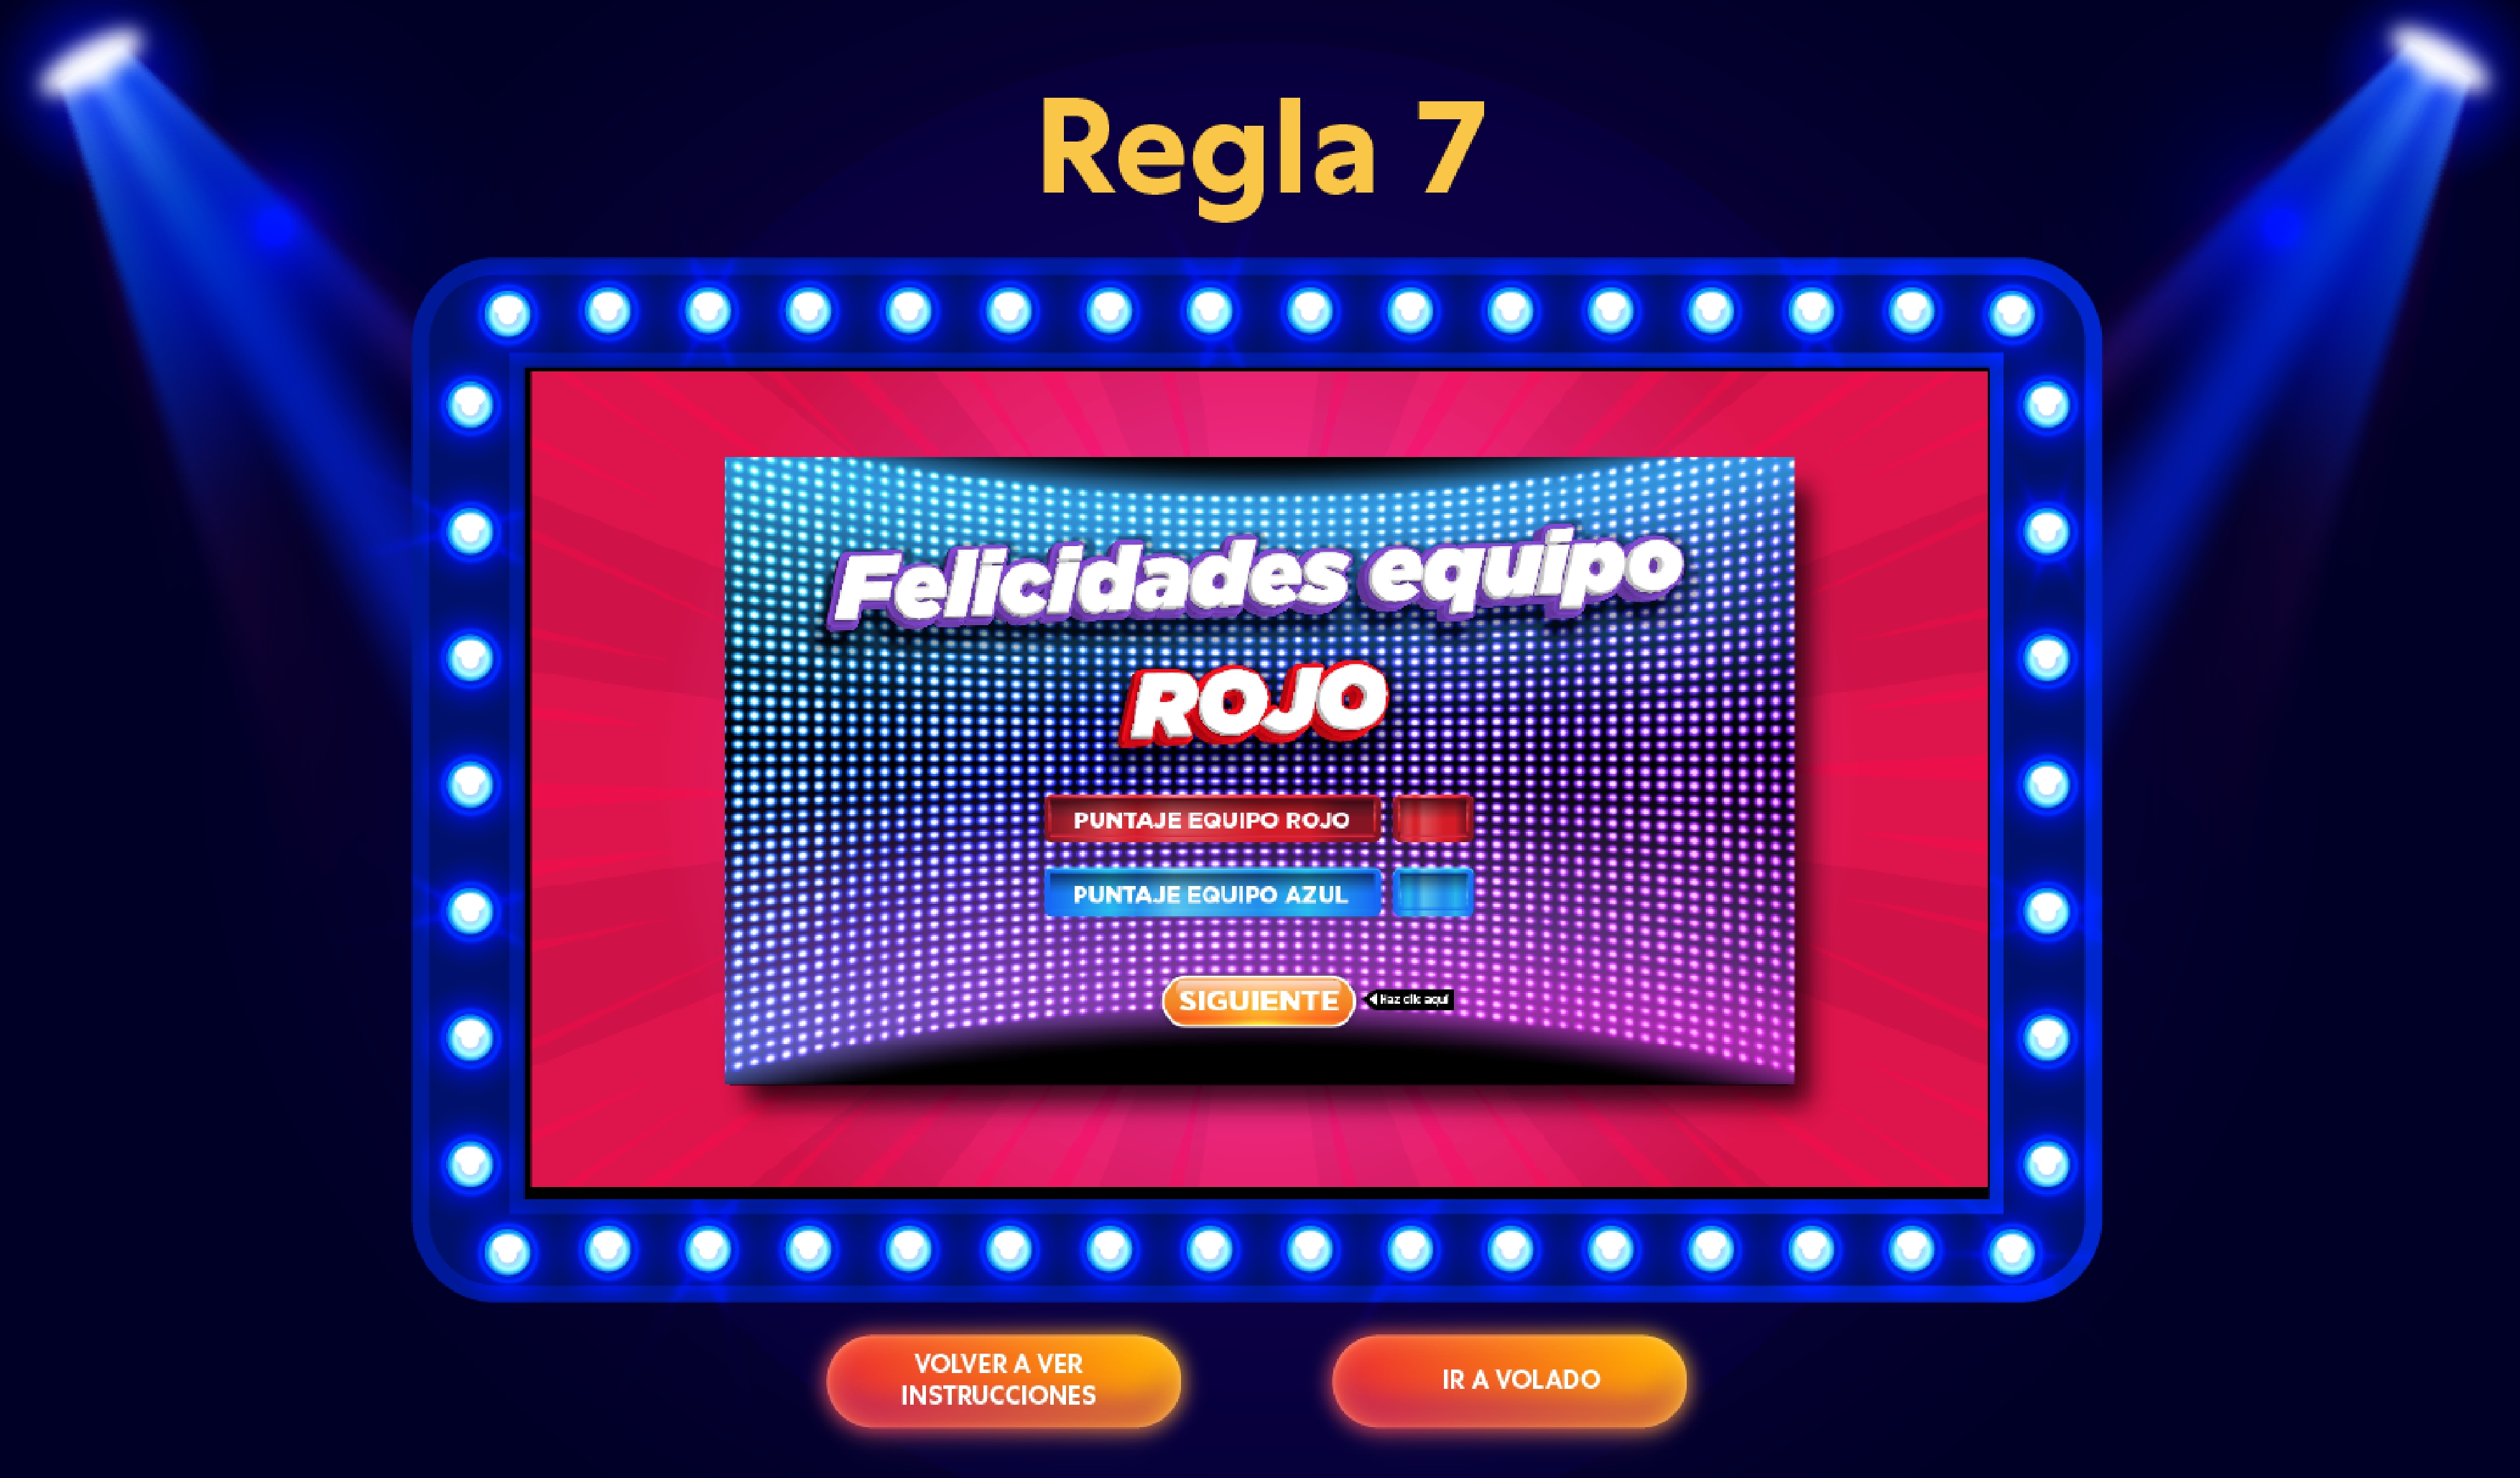 Regla 7
Felicidades equipo
ROJO
PUNTAJE EQUIPO ROJO
PUNTAJE EQUIPO AZUL
SIGUIENTE
Haz clic aquí
VOLVER A VER
INSTRUCCIONES
IR A VOLADO